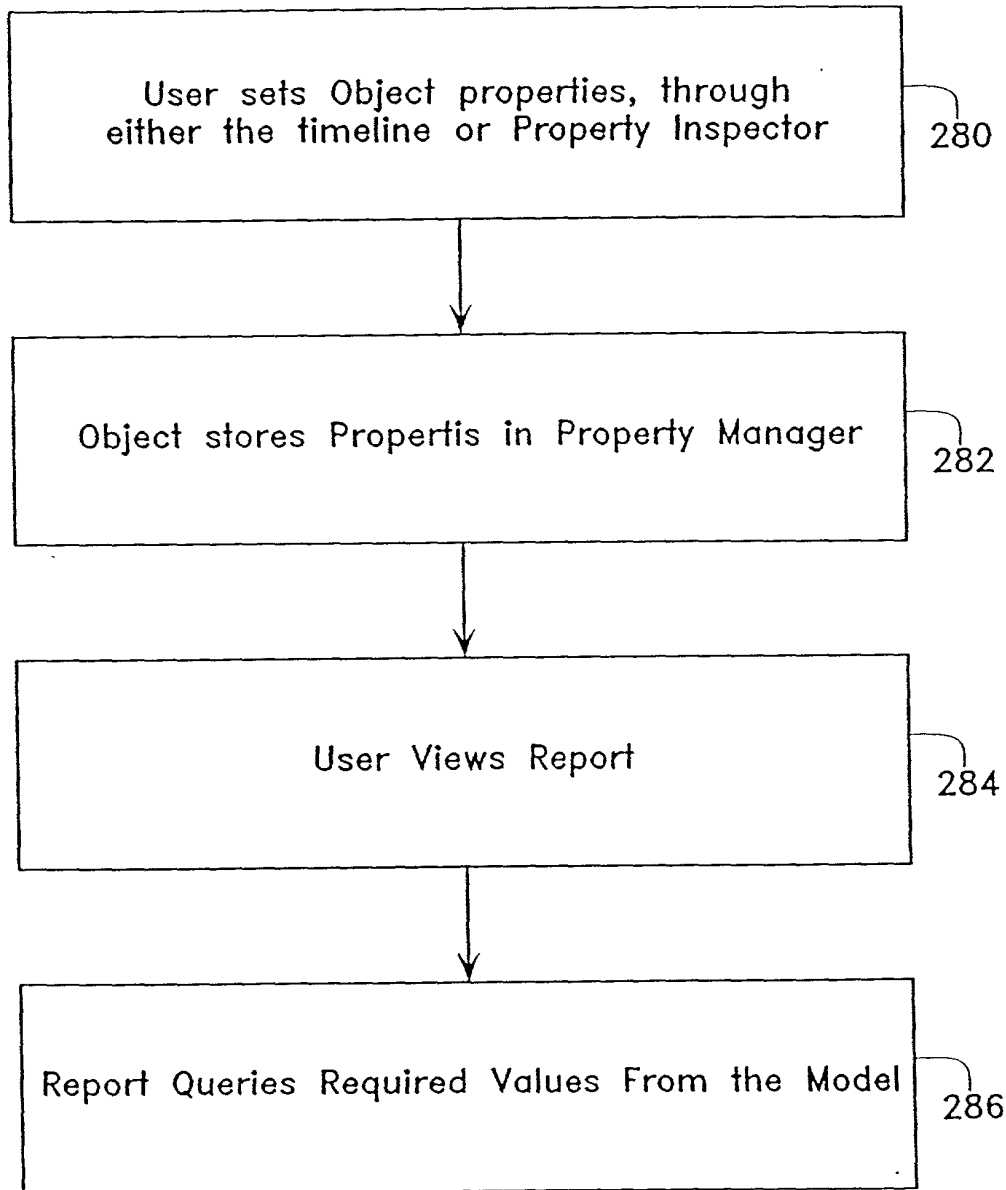 User sets Object properties, through
either the timeline or Property Inspector
280
Object stores Propertis in Property Manager
282
User Views Report
284
Report Queries Required Values From the Model
286